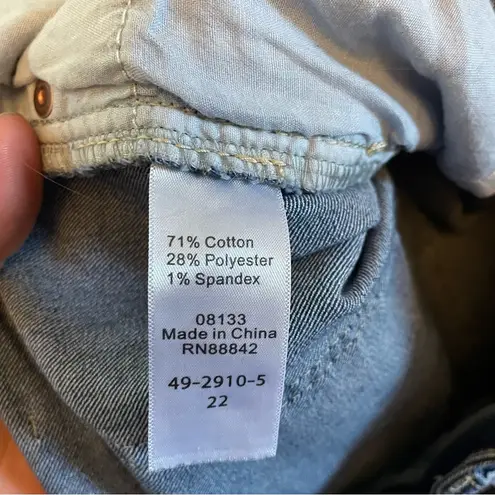 71% Cotton
28% Polyester
1% Spandex
08133
Made in China
RN88842
49-2910-5
22